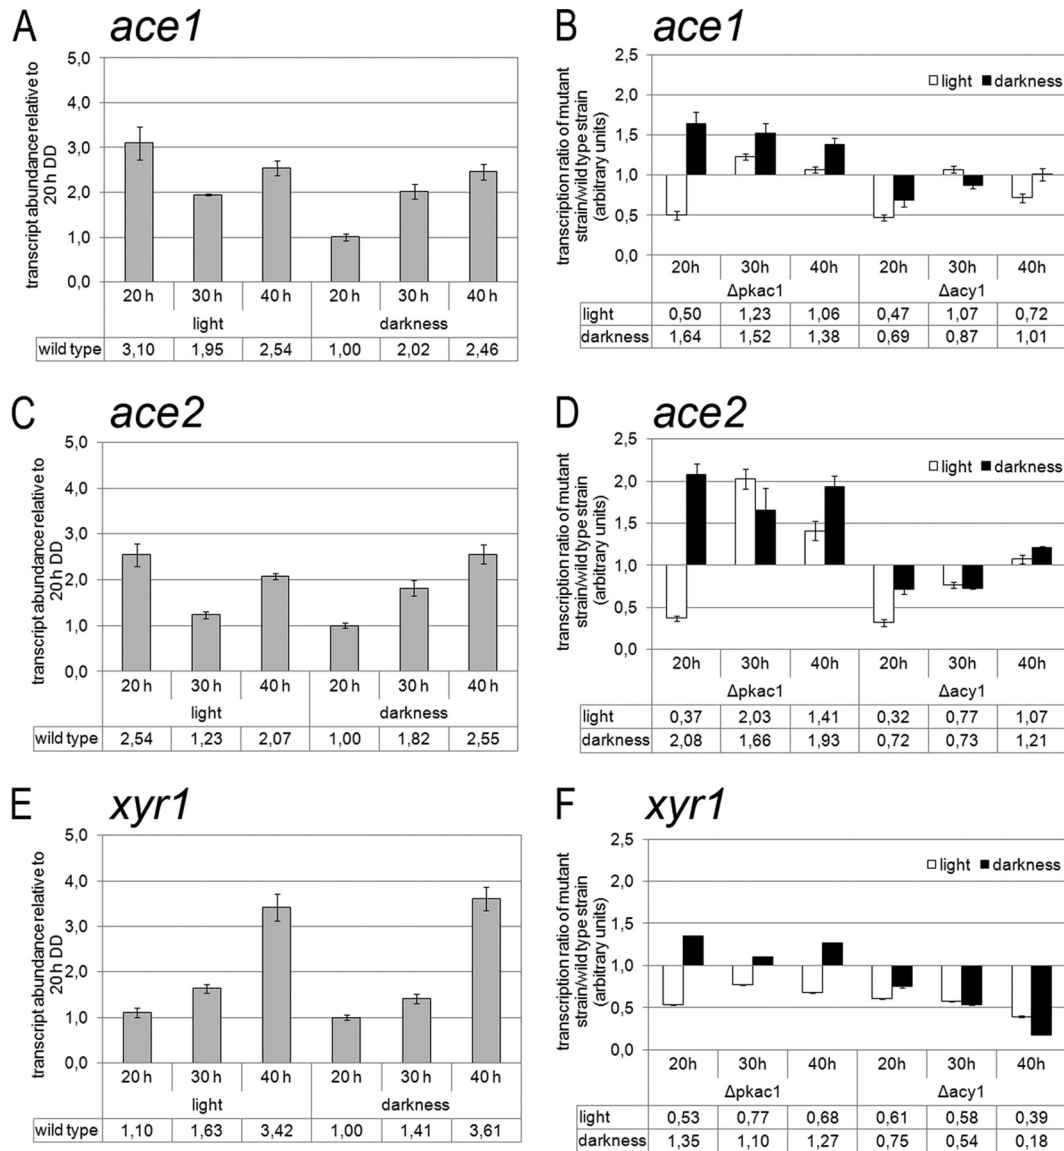 A ace1
transcript abundance relative to
20h DD
5,0
4,0
3,0
2,0
1,0
0,0
20 h 30 h 40 h 20 h 30 h 40 h
light darkness
wild type 3,10 1,95 2,54 1,00 2,02 2,46
B ace1
transcription ratio of mutant
strain/wild type strain
(arbitrary units)
2,5
2,0
1,5
1,0
0,5
0,0
light darkness
20h 30h 40h 20h 30h 40h
Δpkac1 Δacy1
light 0,50 1,23 1,06 0,47 1,07 0,72
darkness 1,64 1,52 1,38 0,69 0,87 1,01
C ace2
transcript abundance relative to
20h DD
5,0
4,0
3,0
2,0
1,0
0,0
20 h 30 h 40 h 20 h 30 h 40 h
light darkness
wild type 2,54 1,23 2,07 1,00 1,82 2,55
D ace2
transcription ratio of mutant
strain/wild type strain
(arbitrary units)
2,5
2,0
1,5
1,0
0,5
0,0
light darkness
20h 30h 40h 20h 30h 40h
Δpkac1 Δacy1
light 0,37 2,03 1,41 0,32 0,77 1,07
darkness 2,08 1,66 1,93 0,72 0,73 1,21
E xyr1
transcript abundance relative to
20h DD
5,0
4,0
3,0
2,0
1,0
0,0
20 h 30 h 40 h 20 h 30 h 40 h
light darkness
wild type 1,10 1,63 3,42 1,00 1,41 3,61
F xyr1
transcription ratio of mutant
strain/wild type strain
(arbitrary units)
2,5
2,0
1,5
1,0
0,5
0,0
light darkness
20h 30h 40h 20h 30h 40h
Δpkac1 Δacy1
light 0,53 0,77 0,68 0,61 0,58 0,39
darkness 1,35 1,10 1,27 0,75 0,54 0,18